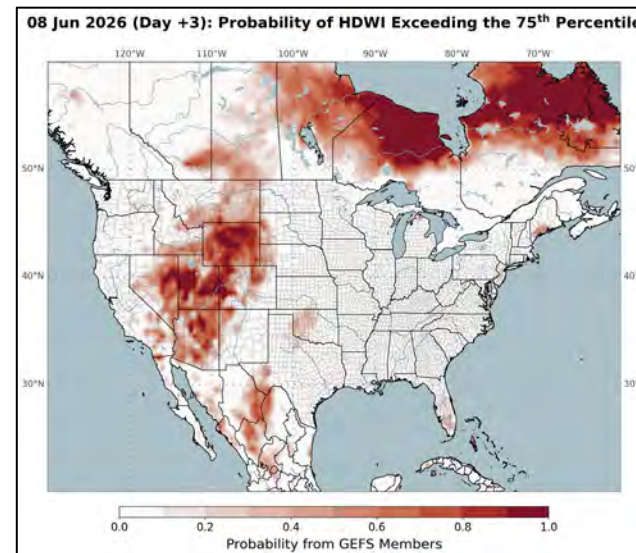 08 Jun 2026 (Day +3): Probability of HDWI Exceeding the 75th Percentile
120°W 110°W 100°W 90°W 80°W 70°W
50°N
50°N
40°N
40°N
30°N
30°N
0.0 0.2 0.4 0.6 0.8 1.0
Probability from GEFS Members